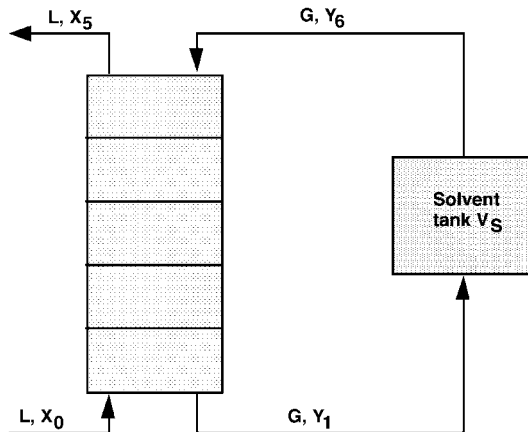 L, X5
G, Y6
Solvent
tank VS
L, X0
G, Y1